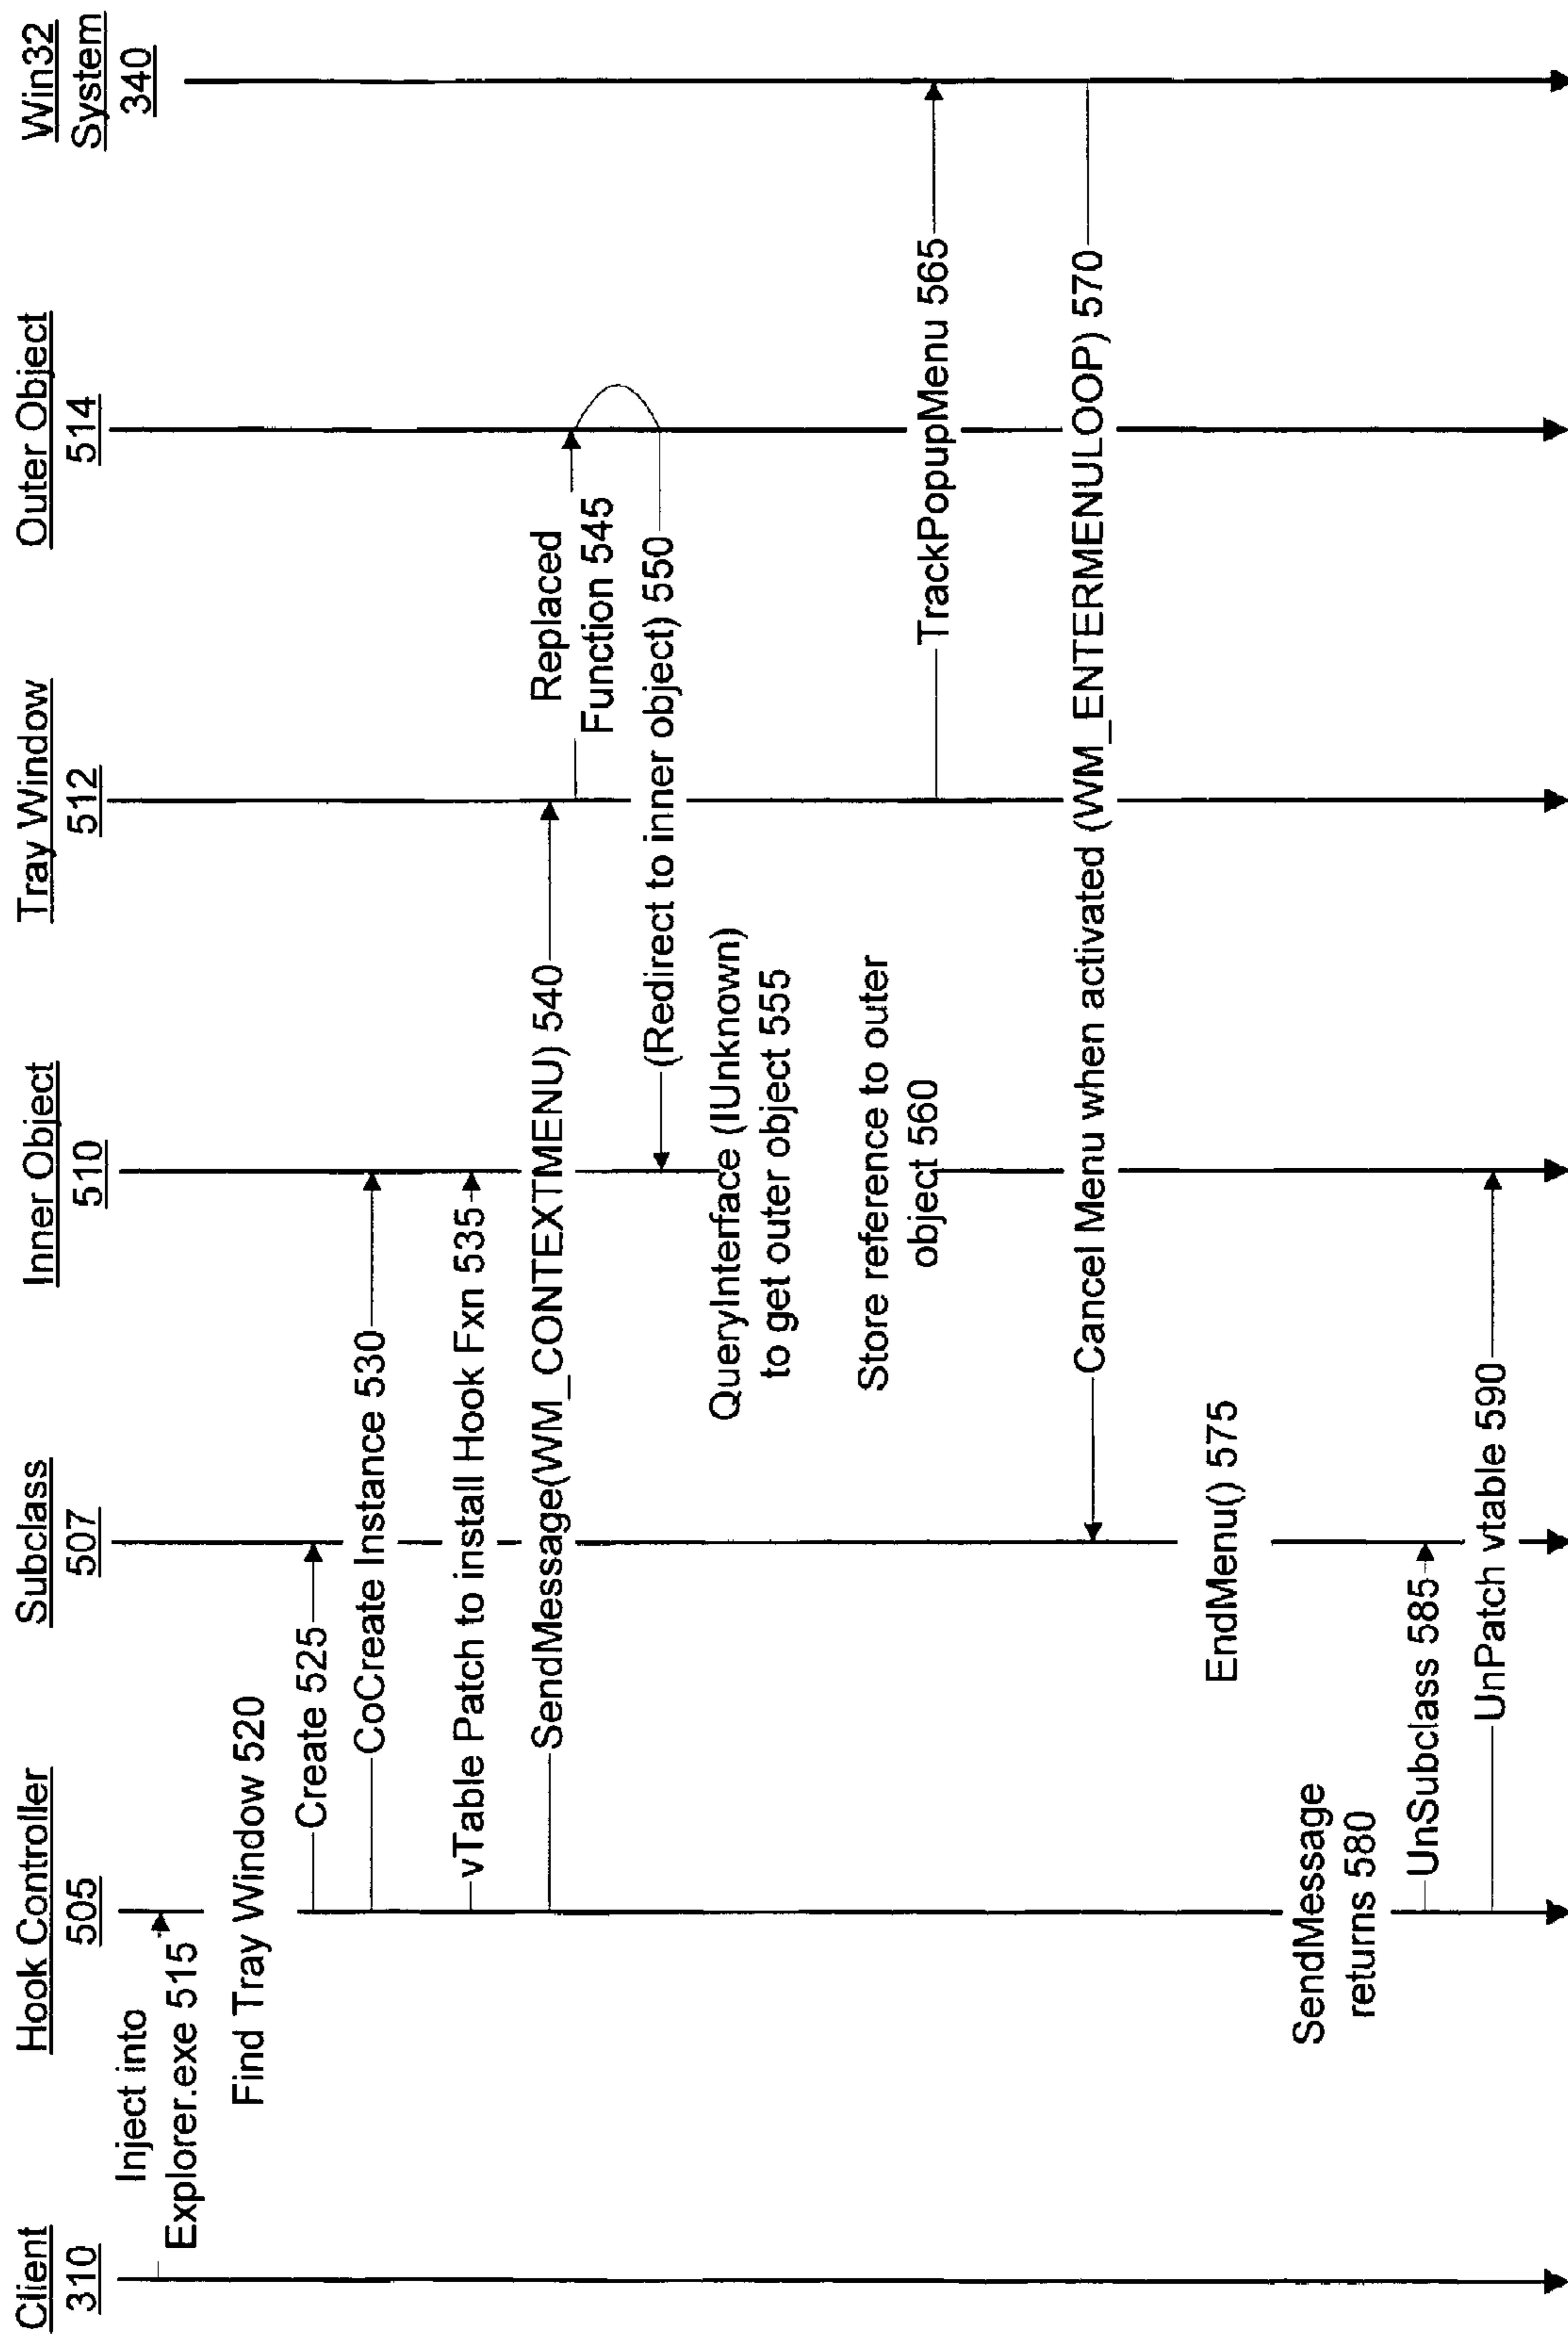 Client
310
Hook Controller
505
Subclass
507
Inner Object
510
Tray Window
512
Outer Object
514
Win32
System
340
Inject into
Explorer.exe 515
Find Tray Window 520
Create 525
CoCreate Instance 530
vTable Patch to install Hook Fxn 535
SendMessage(WM_CONTEXTMENU) 540
Replaced
Function 545
(Redirect to inner object) 550
QueryInterface (IUnknown)
to get outer object 555
Store reference to outer
object 560
TrackPopupMenu 565
Cancel Menu when activated (WM_ENTERMENULOOP) 570
EndMenu() 575
SendMessage
returns 580
UnSubclass 585
UnPatch vtable 590